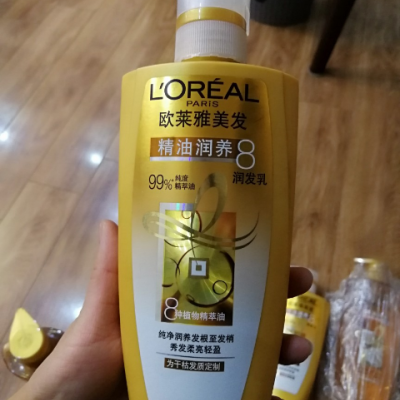 L'ORÉAL
PARIS
欧莱雅美发
精油润养8
润发乳
99% 纯度
精萃油
8种植物精萃油
纯净润养发根至发梢
秀发柔亮轻盈
为干枯发质定制